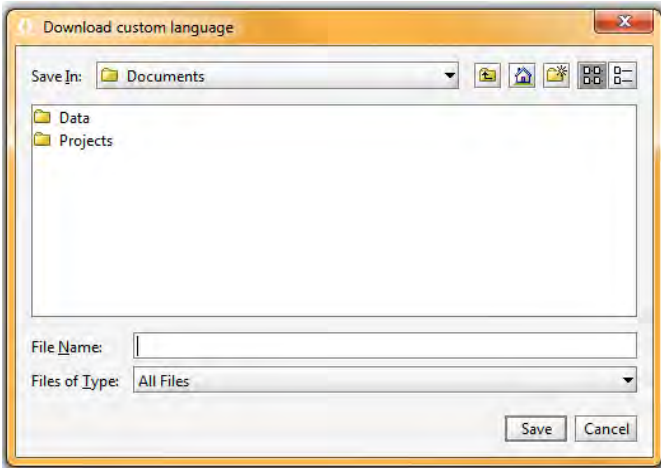 Download custom language
Save In: Documents
Data
Projects
File Name:
Files of Type: All Files
Save Cancel